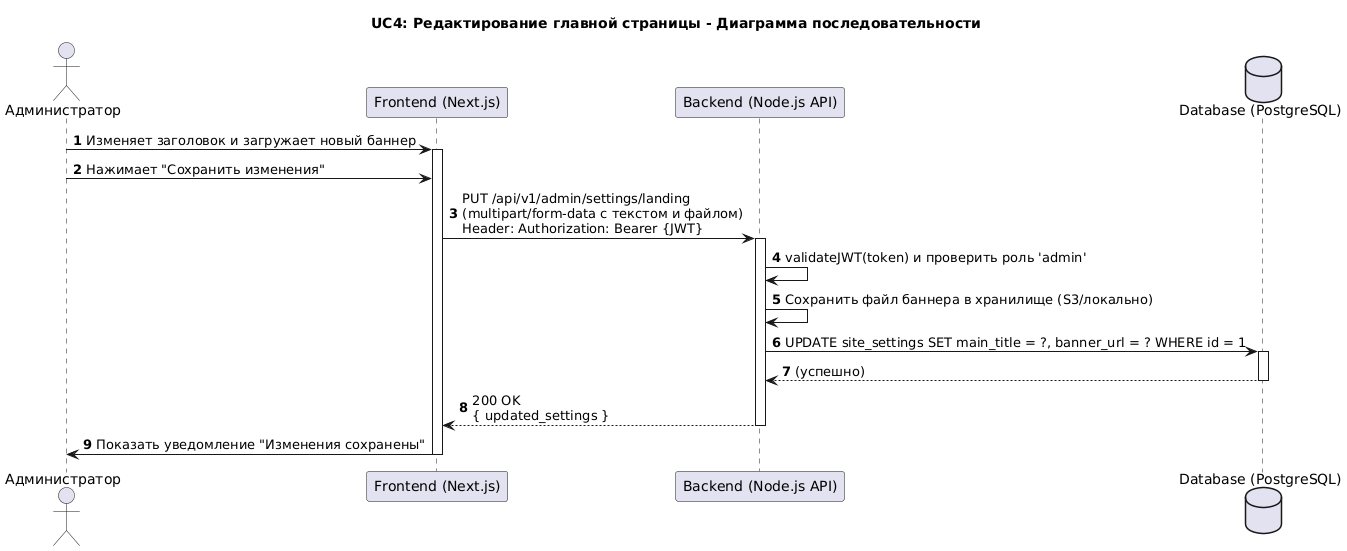 UC4: Редактирование главной страницы - Диаграмма последовательности
Администратор
Frontend (Next.js)
Backend (Node.js API)
Database (PostgreSQL)
1 Изменяет заголовок и загружает новый баннер
2 Нажимает "Сохранить изменения"
PUT /api/v1/admin/settings/landing
3 (multipart/form-data с текстом и файлом)
Header: Authorization: Bearer {JWT}
4 validateJWT(token) и проверить роль 'admin'
5 Сохранить файл баннера в хранилище (S3/локально)
6 UPDATE site_settings SET main_title = ?, banner_url = ? WHERE id = 1
7 (успешно)
8 200 OK
{ updated_settings }
9 Показать уведомление "Изменения сохранены"
Администратор
Frontend (Next.js)
Backend (Node.js API)
Database (PostgreSQL)